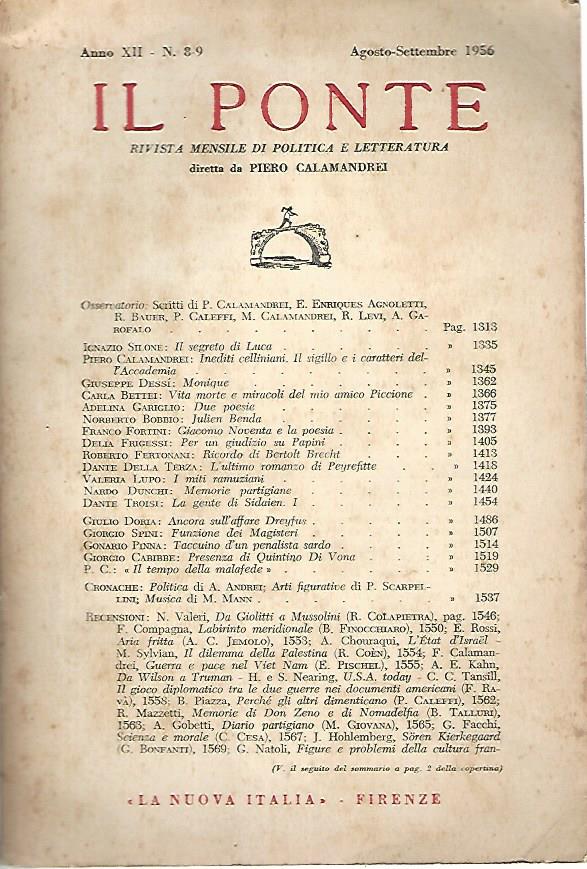 Anno XII - N. 8-9 Agosto-Settembre 1956
IL PONTE
RIVISTA MENSILE DI POLITICA E LETTERATURA
diretta da PIERO CALAMANDREI
Osservatorio: Scritti di P. CALAMANDREI, E. ENRIQUES AGNOLETTI,
R. BAUER, P. CALEFFI, M. CALAMANDREI, R. LEVI, A. GA-
ROFALO . . . . . . . . . Pag. 1313
IGNAZIO SILONE: Il segreto di Luca . . . . . » 1335
PIERO CALAMANDREI: Inediti celliniani. Il sigillo e i caratteri del-
l'Accademia . . . . . . . . » 1345
GIUSEPPE DESSÍ: Monique . . . . . . » 1362
CARLA BETTEI: Vita morte e miracoli del mio amico Piccione . » 1366
ADELINA GARIGLIO: Due poesie . . . . . » 1375
NORBERTO BOBBIO: Julien Benda . . . . . » 1377
FRANCO FORTINI: Giacomo Noventa e la poesia . . . . » 1393
DELIA FRIGESSI: Per un giudizio su Papini . . . . » 1405
ROBERTO FERTONANI: Ricordo di Bertolt Brecht . . . » 1413
DANTE DELLA TERZA: L'ultimo romanzo di Peyrefitte . . » 1418
VALERIA LUPO: I miti ramuziani . . . . . » 1424
NARDO DUNCHI: Memorie partigiane . . . . » 1440
DANTE TROISI: La gente di Sidaien. I . . . . » 1454
GIULIO DORIA: Ancora sull'affare Dreyfus . . . . » 1486
GIORGIO SPINI: Funzione dei Magisteri . . . . » 1507
GONARIO PINNA: Taccuino d'un penalista sardo . . . . » 1514
GIORGIO CABIBBE: Presenza di Quintino Di Vona . . . » 1519
P. C.: « Il tempo della malafede » . . . . . » 1529
CRONACHE: Politica di A. ANDREI; Arti figurative di P. SCARPEL-
LINI; Musica di M. MANN . . . . . . » 1537
RECENSIONI: N. Valeri, Da Giolitti a Mussolini (R. COLAPIETRA), pag. 1546;
F. Compagna, Labirinto meridionale (B. FINOCCHIARO), 1550; E. Rossi,
Aria fritta (A. C. JEMOLO), 1553; A. Chouraqui, L'État d'Israël -
M. Sylvian, Il dilemma della Palestina (R. COÈN), 1554; F. Calaman-
drei, Guerra e pace nel Viet Nam (E. PISCHEL), 1555; A. E. Kahn,
Da Wilson a Truman - H. e S. Nearing, U.S.A. today - C. C. Tansill,
Il gioco diplomatico tra le due guerre nei documenti americani (F. RA-
VÀ), 1558; B. Piazza, Perché gli altri dimenticano (P. CALEFFI), 1562;
R. Mazzetti, Memorie di Don Zeno e di Nomadelfia (B. TALLURI),
1563; A. Gobetti, Diario partigiano (M. GIOVANA), 1565; G. Facchi,
Scienza e morale (C. CESA), 1567; J. Hohlemberg, Sören Kierkegaard
(G. BONFANTI), 1569; G. Natoli, Figure e problemi della cultura fran-
(V. il seguito del sommario a pag. 2 della copertina)
«LA NUOVA ITALIA» - FIRENZE